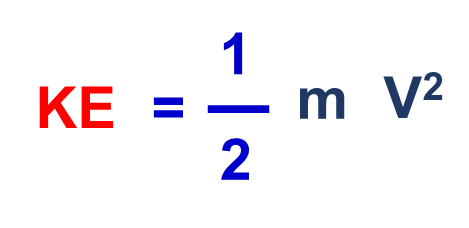 KE = 1/2 m V²